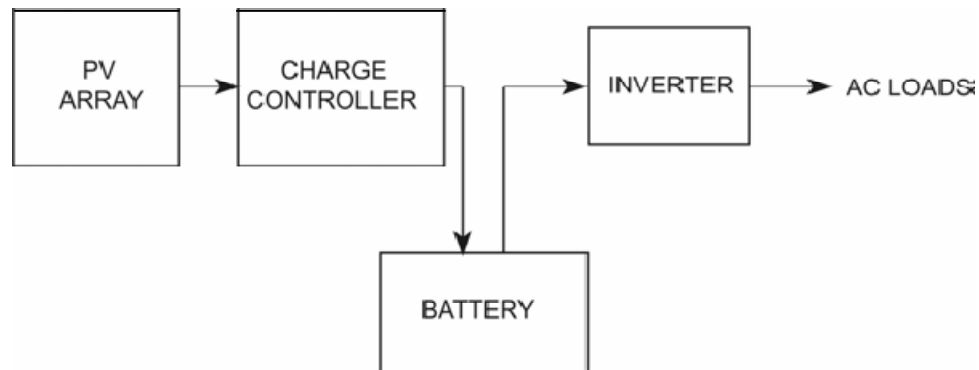 PV
ARRAY
CHARGE
CONTROLLER
INVERTER
AC LOADS
BATTERY